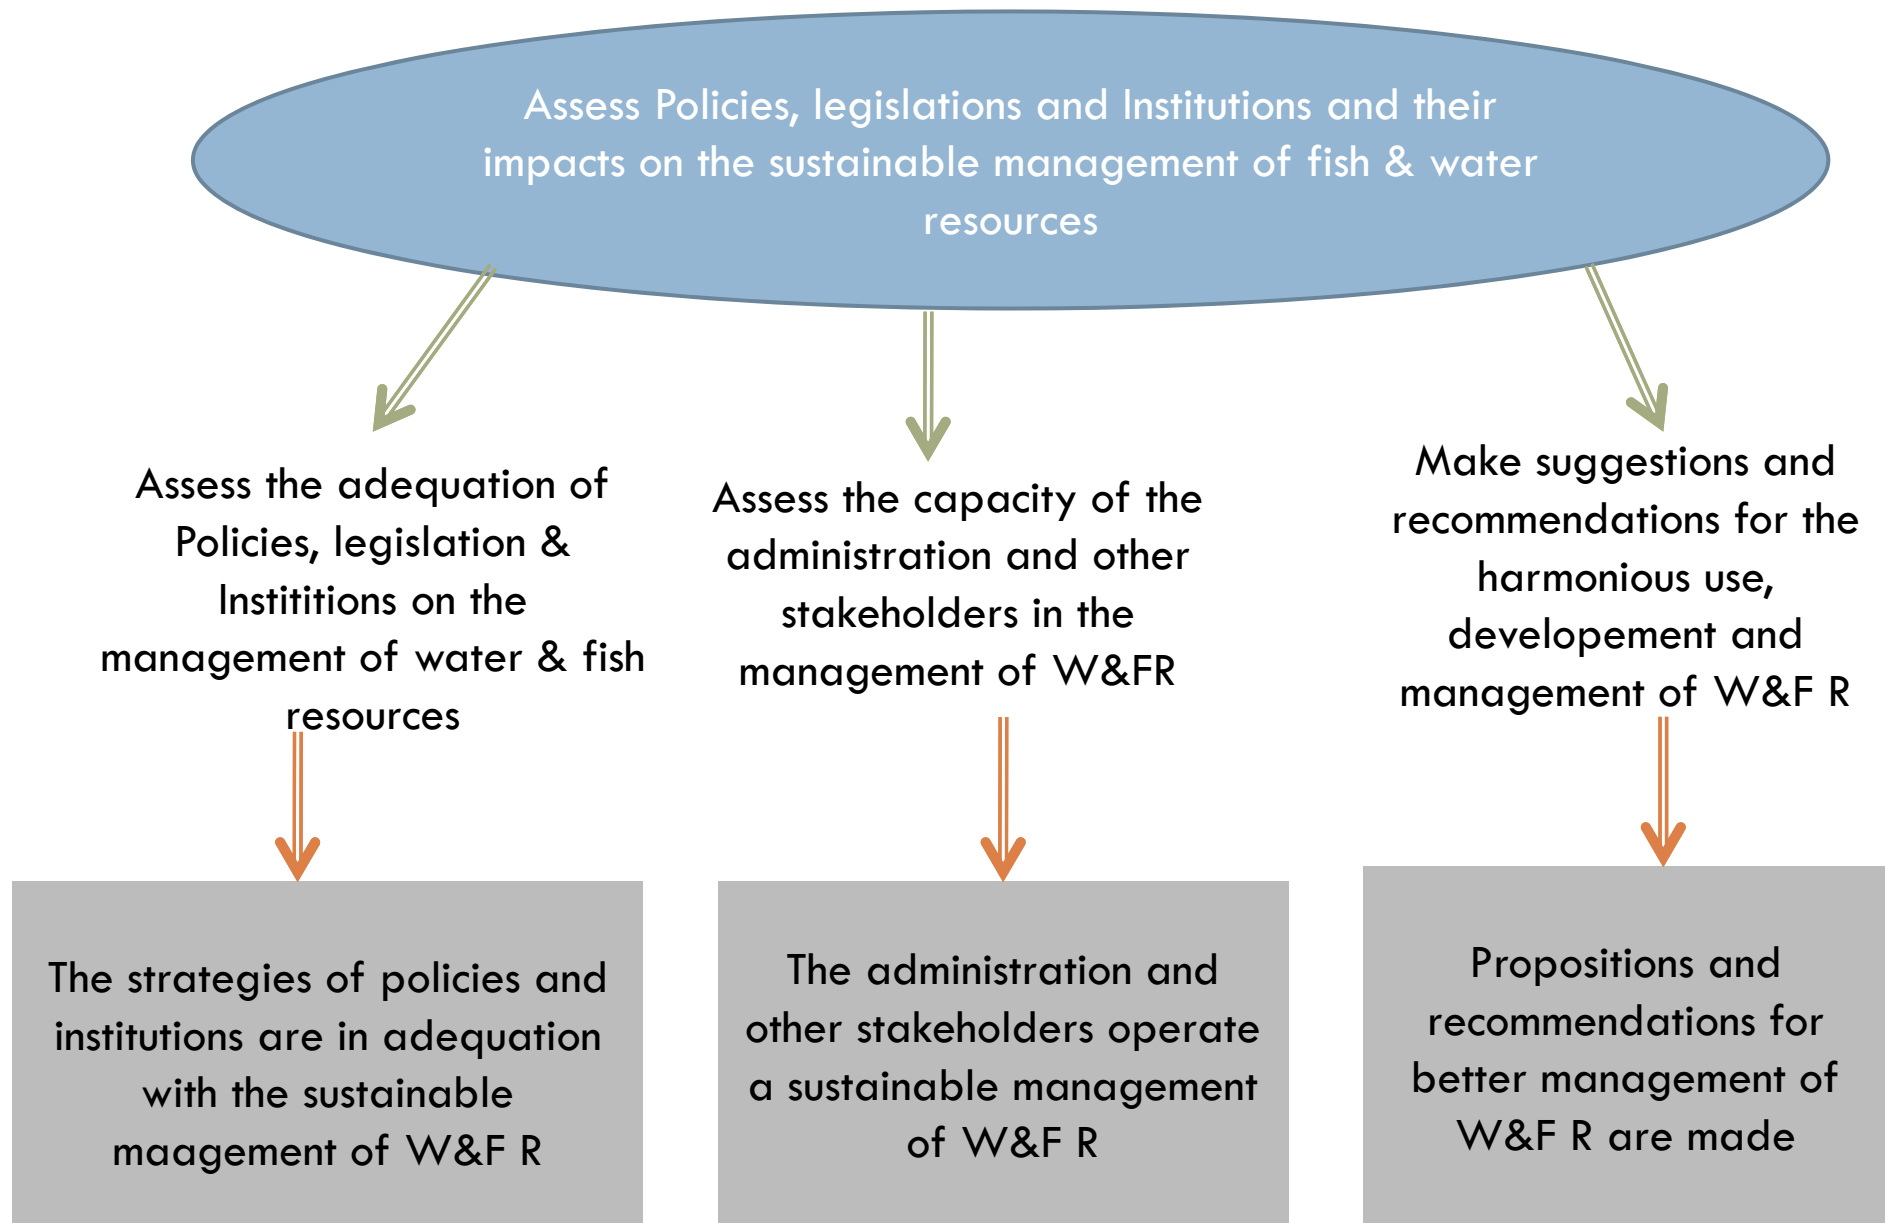 Assess Policies, legislations and Institutions and their
impacts on the sustainable management of fish & water
resources
Assess the adequation of
Policies, legislation &
Instititions on the
management of water & fish
resources
Assess the capacity of the
administration and other
stakeholders in the
management of W&FR
Make suggestions and
recommendations for the
harmonious use,
developement and
management of W&F R
The strategies of policies and
institutions are in adequation
with the sustainable
maagement of W&F R
The administration and
other stakeholders operate
a sustainable management
of W&F R
Propositions and
recommendations for
better management of
W&F R are made